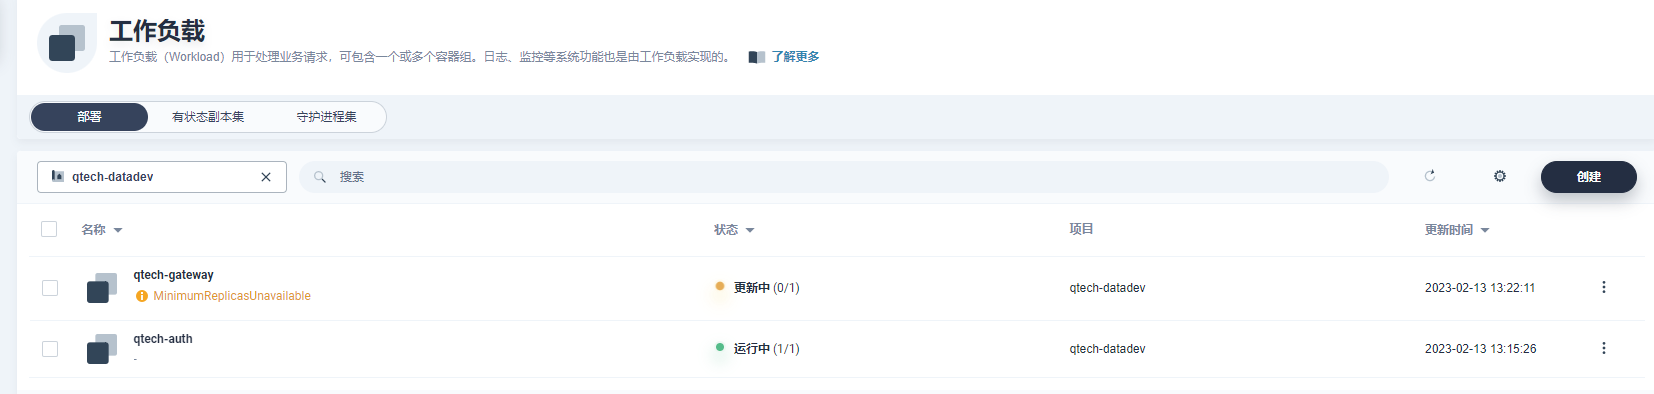 工作负载
工作负载（Workload）用于处理业务请求，可包含一个或多个容器组。日志、监控等系统功能也是由工作负载实现的。 了解更多
部署 有状态副本集 守护进程集
qtech-datadev 搜索 创建
名称 状态 项目 更新时间
qtech-gateway
MinimumReplicasUnavailable 更新中 (0/1) qtech-datadev 2023-02-13 13:22:11
qtech-auth
- 运行中 (1/1) qtech-datadev 2023-02-13 13:15:26